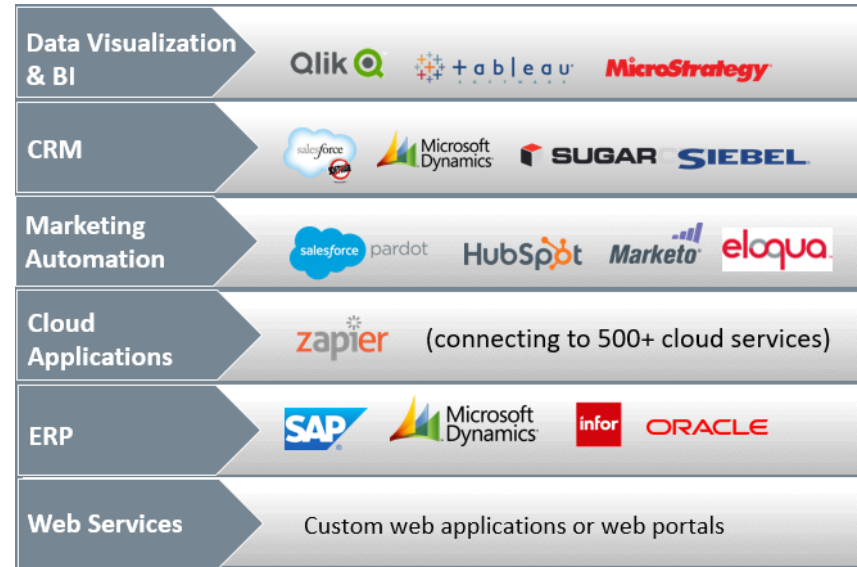 Data Visualization
& BI
Qlik
+ a b l e a u
S O F T W A R E
MicroStrategy
CRM
salesforce
Microsoft
Dynamics
SUGARC
SIEBEL.
Marketing
Automation
salesforce pardot
HubSpot
Marketo
eloqua
Cloud
Applications
zapier (connecting to 500+ cloud services)
ERP
SAP
Microsoft
Dynamics
infor
ORACLE
Web Services
Custom web applications or web portals